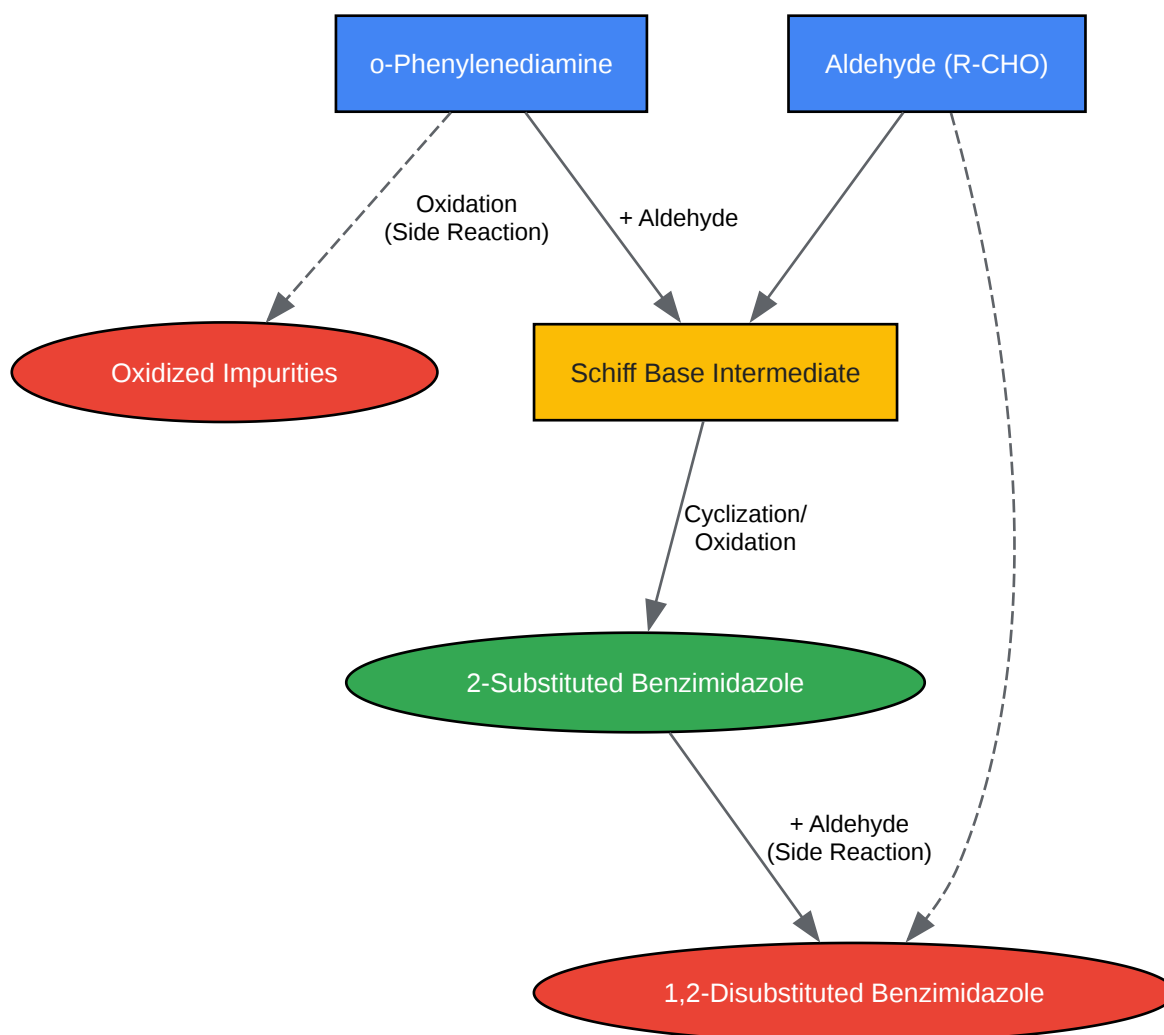 o-Phenylenediamine
Aldehyde (R-CHO)
Oxidation
(Side Reaction)
+ Aldehyde
Oxidized Impurities
Schiff Base Intermediate
Cyclization/
Oxidation
2-Substituted Benzimidazole
+ Aldehyde
(Side Reaction)
1,2-Disubstituted Benzimidazole